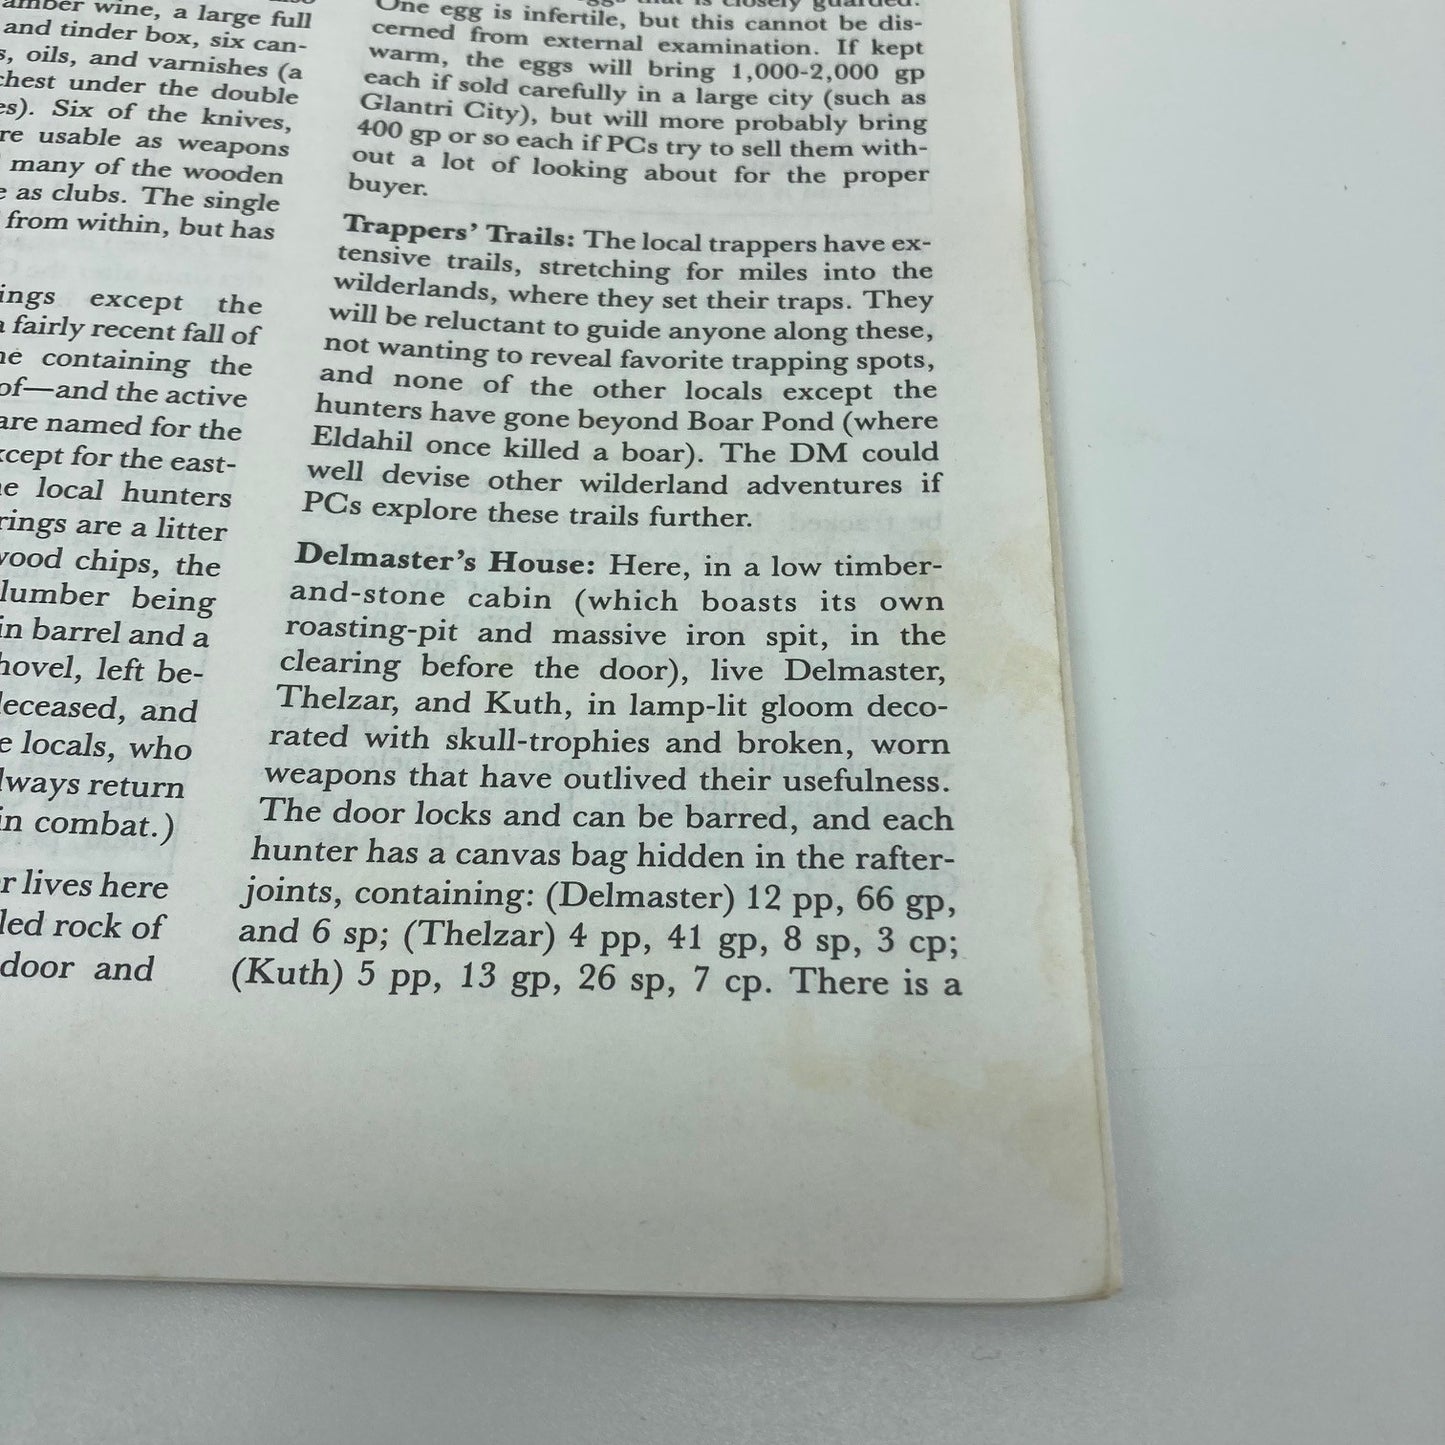 amber wine, a large full
and tinder box, six can-
oils, and varnishes (a
chest under the double
Six of the knives,
usable as weapons
many of the wooden
as clubs. The single
from within, but has
except the
fairly recent fall of
containing the
of—and the active
are named for the
except for the east-
local hunters
are a litter
wood chips, the
lumber being
in barrel and a
left be-
deceased, and
locals, who
always return
in combat.)
lives here
rock of
door and
One egg is infertile, but this cannot be dis-
cerned from external examination. If kept
warm, the eggs will bring 1,000-2,000 gp
each if sold carefully in a large city (such as
Glantri City), but will more probably bring
400 gp or so each if PCs try to sell them with-
out a lot of looking about for the proper
buyer.
Trappers' Trails: The local trappers have ex-
tensive trails, stretching for miles into the
wilderlands, where they set their traps. They
will be reluctant to guide anyone along these,
not wanting to reveal favorite trapping spots,
and none of the other locals except the
hunters have gone beyond Boar Pond (where
Eldahil once killed a boar). The DM could
well devise other wilderland adventures if
PCs explore these trails further.
Delmaster's House: Here, in a low timber-
and-stone cabin (which boasts its own
roasting-pit and massive iron spit, in the
clearing before the door), live Delmaster,
Thelzar, and Kuth, in lamp-lit gloom deco-
rated with skull-trophies and broken, worn
weapons that have outlived their usefulness.
The door locks and can be barred, and each
hunter has a canvas bag hidden in the rafter-
joints, containing: (Delmaster) 12 pp, 66 gp,
and 6 sp; (Thelzar) 4 pp, 41 gp, 8 sp, 3 cp;
(Kuth) 5 pp, 13 gp, 26 sp, 7 cp. There is a